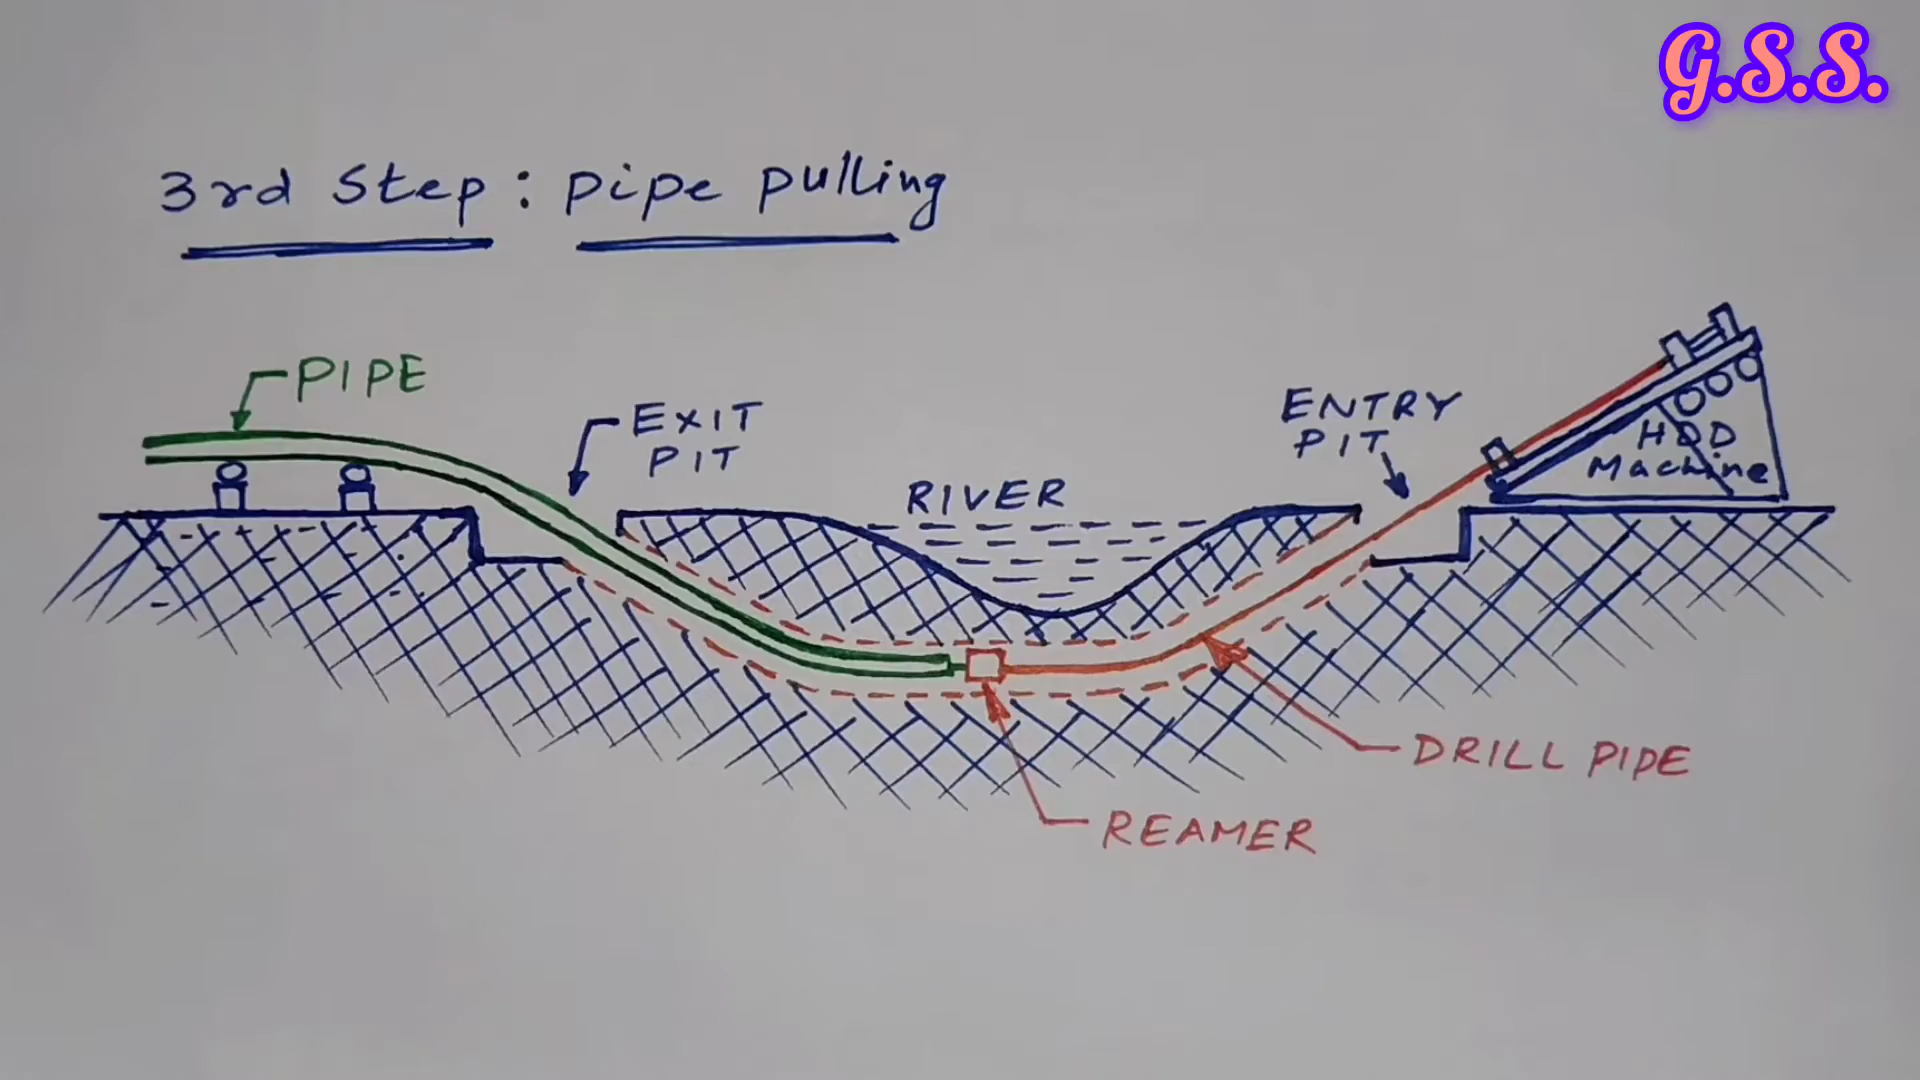 G.S.S.
3rd Step : pipe pulling
PIPE
EXIT
PIT
RIVER
ENTRY
PIT
HDD
Machine
DRILL PIPE
REAMER